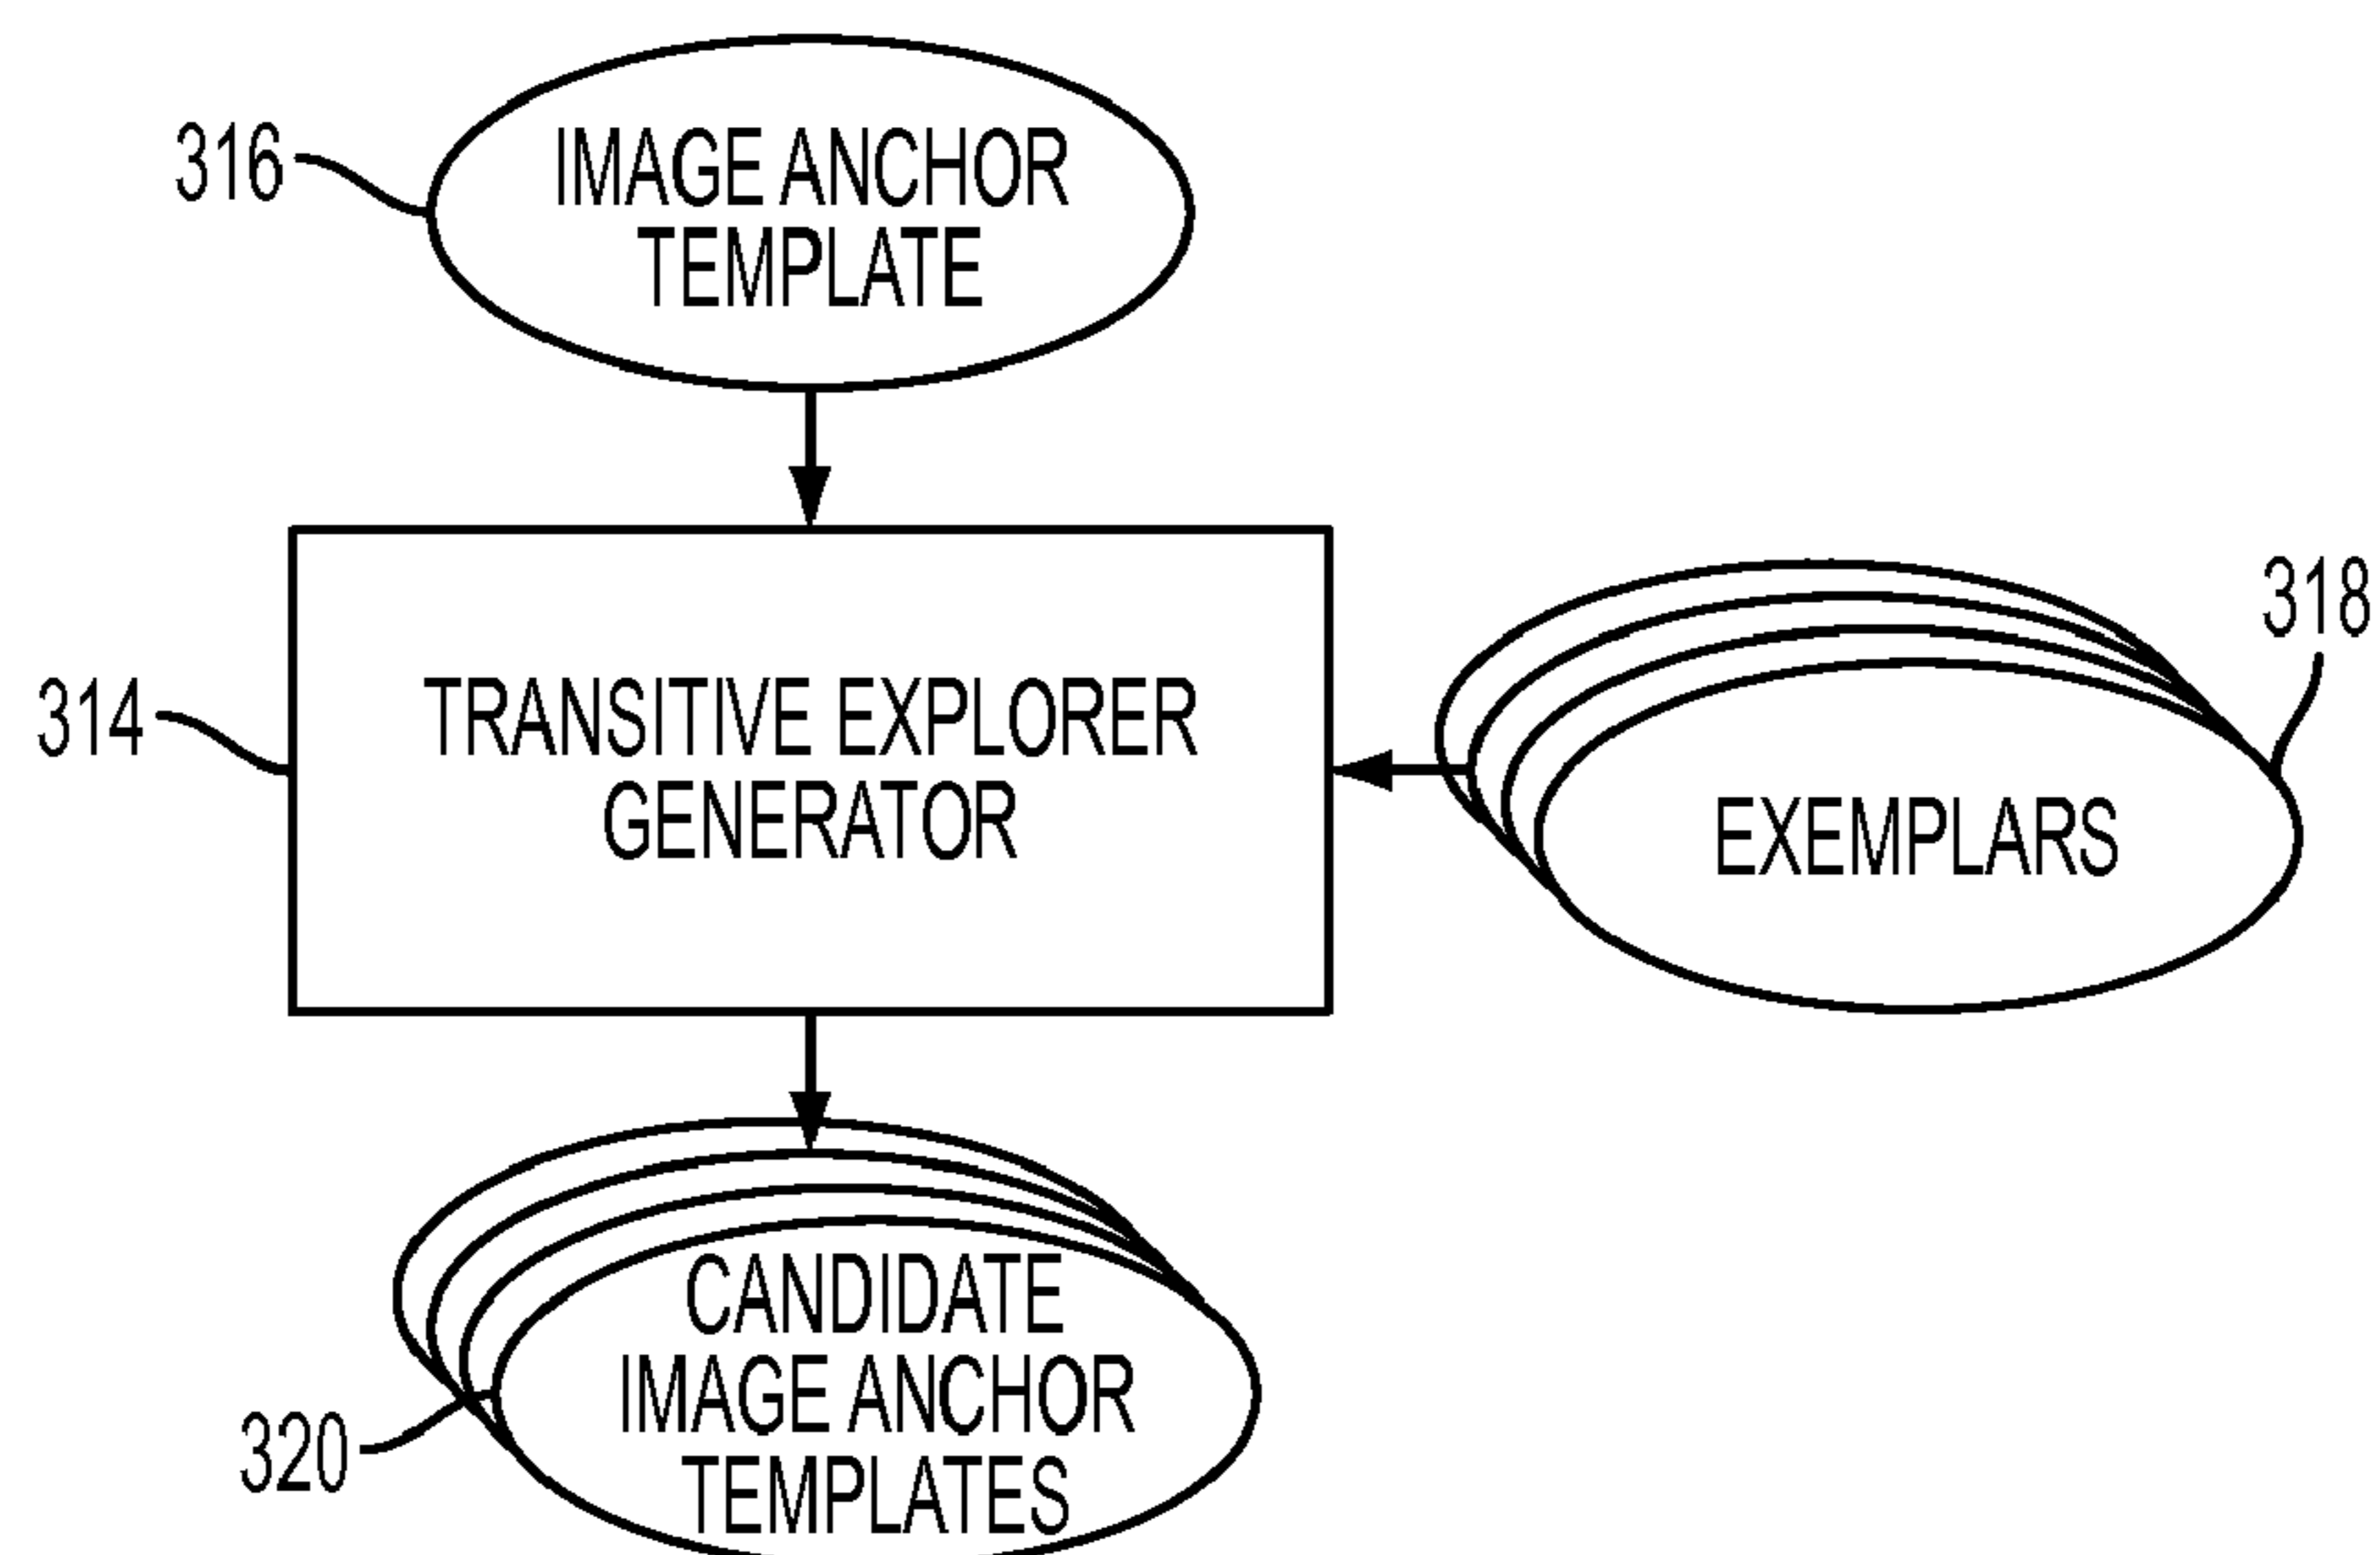 316
IMAGE ANCHOR
TEMPLATE
314
TRANSITIVE EXPLORER
GENERATOR
318
EXEMPLARS
320
CANDIDATE
IMAGE ANCHOR
TEMPLATES